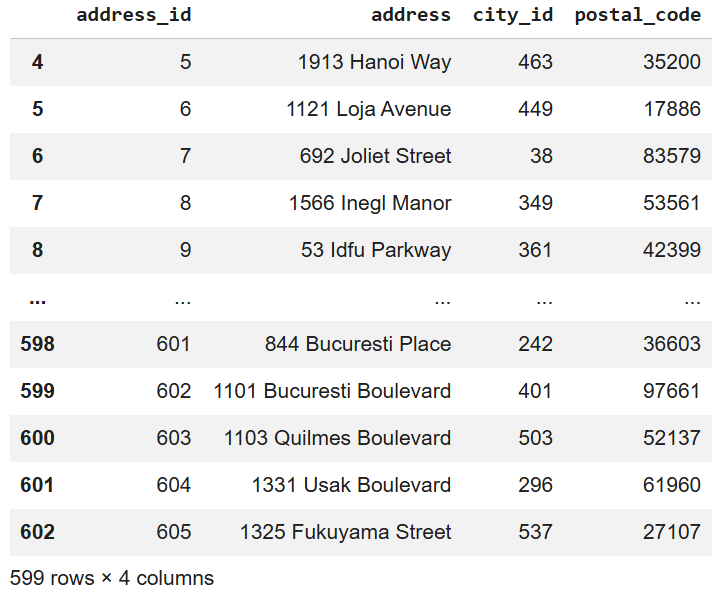 address_id address city_id postal_code
4 5 1913 Hanoi Way 463 35200
5 6 1121 Loja Avenue 449 17886
6 7 692 Joliet Street 38 83579
7 8 1566 Inegl Manor 349 53561
8 9 53 Idfu Parkway 361 42399
... ... ... ... ...
598 601 844 Bucuresti Place 242 36603
599 602 1101 Bucuresti Boulevard 401 97661
600 603 1103 Quilmes Boulevard 503 52137
601 604 1331 Usak Boulevard 296 61960
602 605 1325 Fukuyama Street 537 27107
599 rows × 4 columns